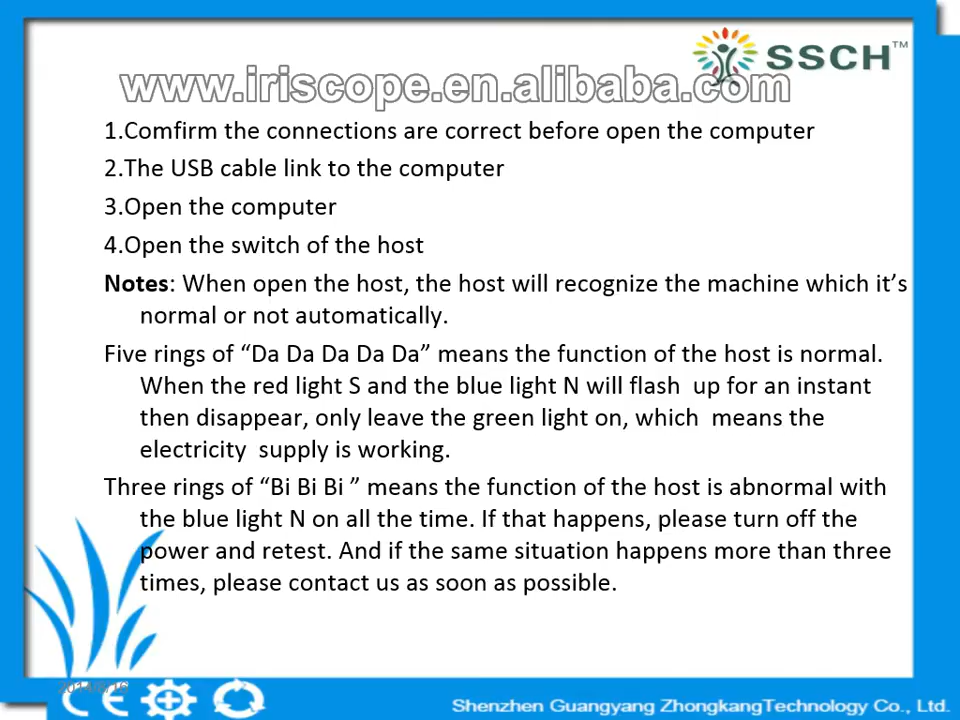 SSCH™
www.iriscope.en.alibaba.com
1.Comfirm the connections are correct before open the computer
2.The USB cable link to the computer
3.Open the computer
4.Open the switch of the host
Notes: When open the host, the host will recognize the machine which it’s
normal or not automatically.
Five rings of “Da Da Da Da Da” means the function of the host is normal.
When the red light S and the blue light N will flash up for an instant
then disappear, only leave the green light on, which means the
electricity supply is working.
Three rings of “Bi Bi Bi ” means the function of the host is abnormal with
the blue light N on all the time. If that happens, please turn off the
power and retest. And if the same situation happens more than three
times, please contact us as soon as possible.
CE
Shenzhen Guangyang ZhongkangTechnology Co., Ltd.